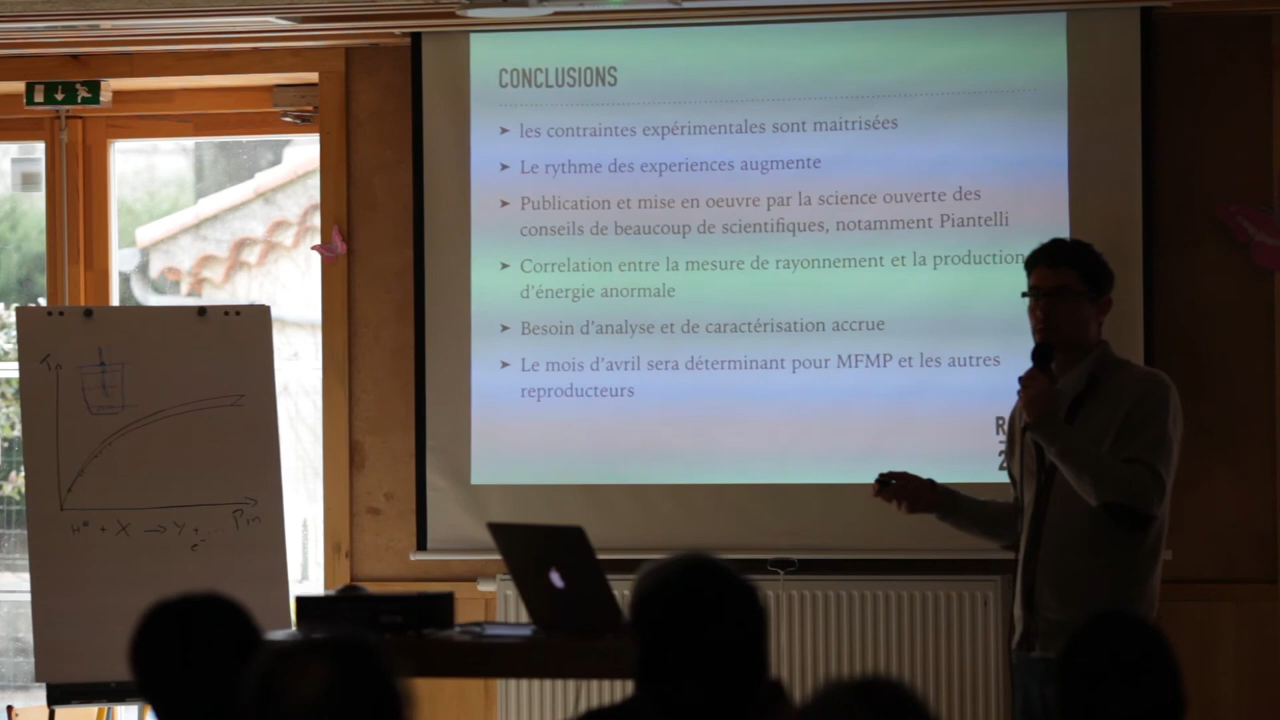 CONCLUSIONS
➤ les contraintes expérimentales sont maitrisées
➤ Le rythme des experiences augmente
➤ Publication et mise en oeuvre par la science ouverte des
conseils de beaucoup de scientifiques, notamment Piantelli
➤ Correlation entre la mesure de rayonnement et la production
d'énergie anormale
➤ Besoin d'analyse et de caractérisation accrue
➤ Le mois d'avril sera déterminant pour MFMP et les autres
reproducteurs
R
2
T
Pin
+ X → Y + ...
e⁻